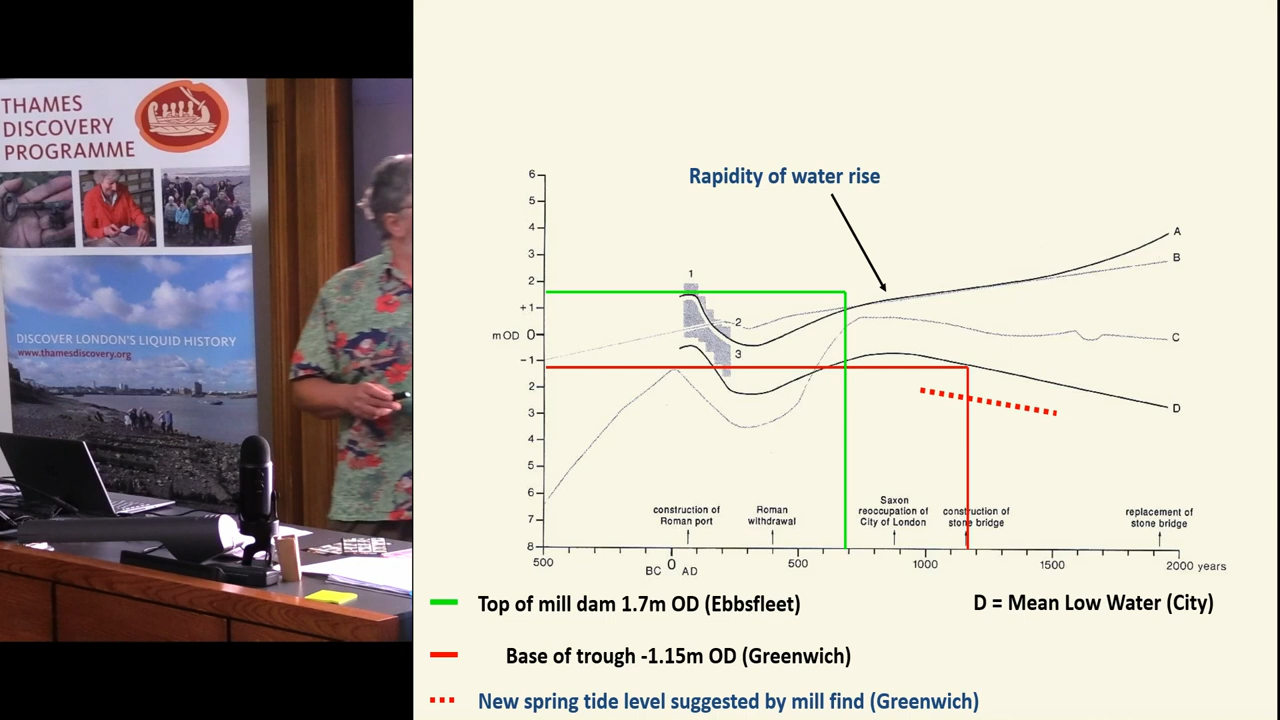 THAMES
DISCOVERY
PROGRAMME
DISCOVER LONDON'S LIQUID HISTORY
www.thamesdiscovery.org
Rapidity of water rise
6
5
4
3
2
+1
m OD 0
−1
2
3
4
5
6
7
8
1
2
3
A
B
C
D
construction of
Roman port
Roman
withdrawal
Saxon
reoccupation of
City of London
construction of
stone bridge
replacement of
stone bridge
500 BC 0 AD 500 1000 1500 2000 years
Top of mill dam 1.7m OD (Ebbsfleet)
D = Mean Low Water (City)
Base of trough -1.15m OD (Greenwich)
New spring tide level suggested by mill find (Greenwich)